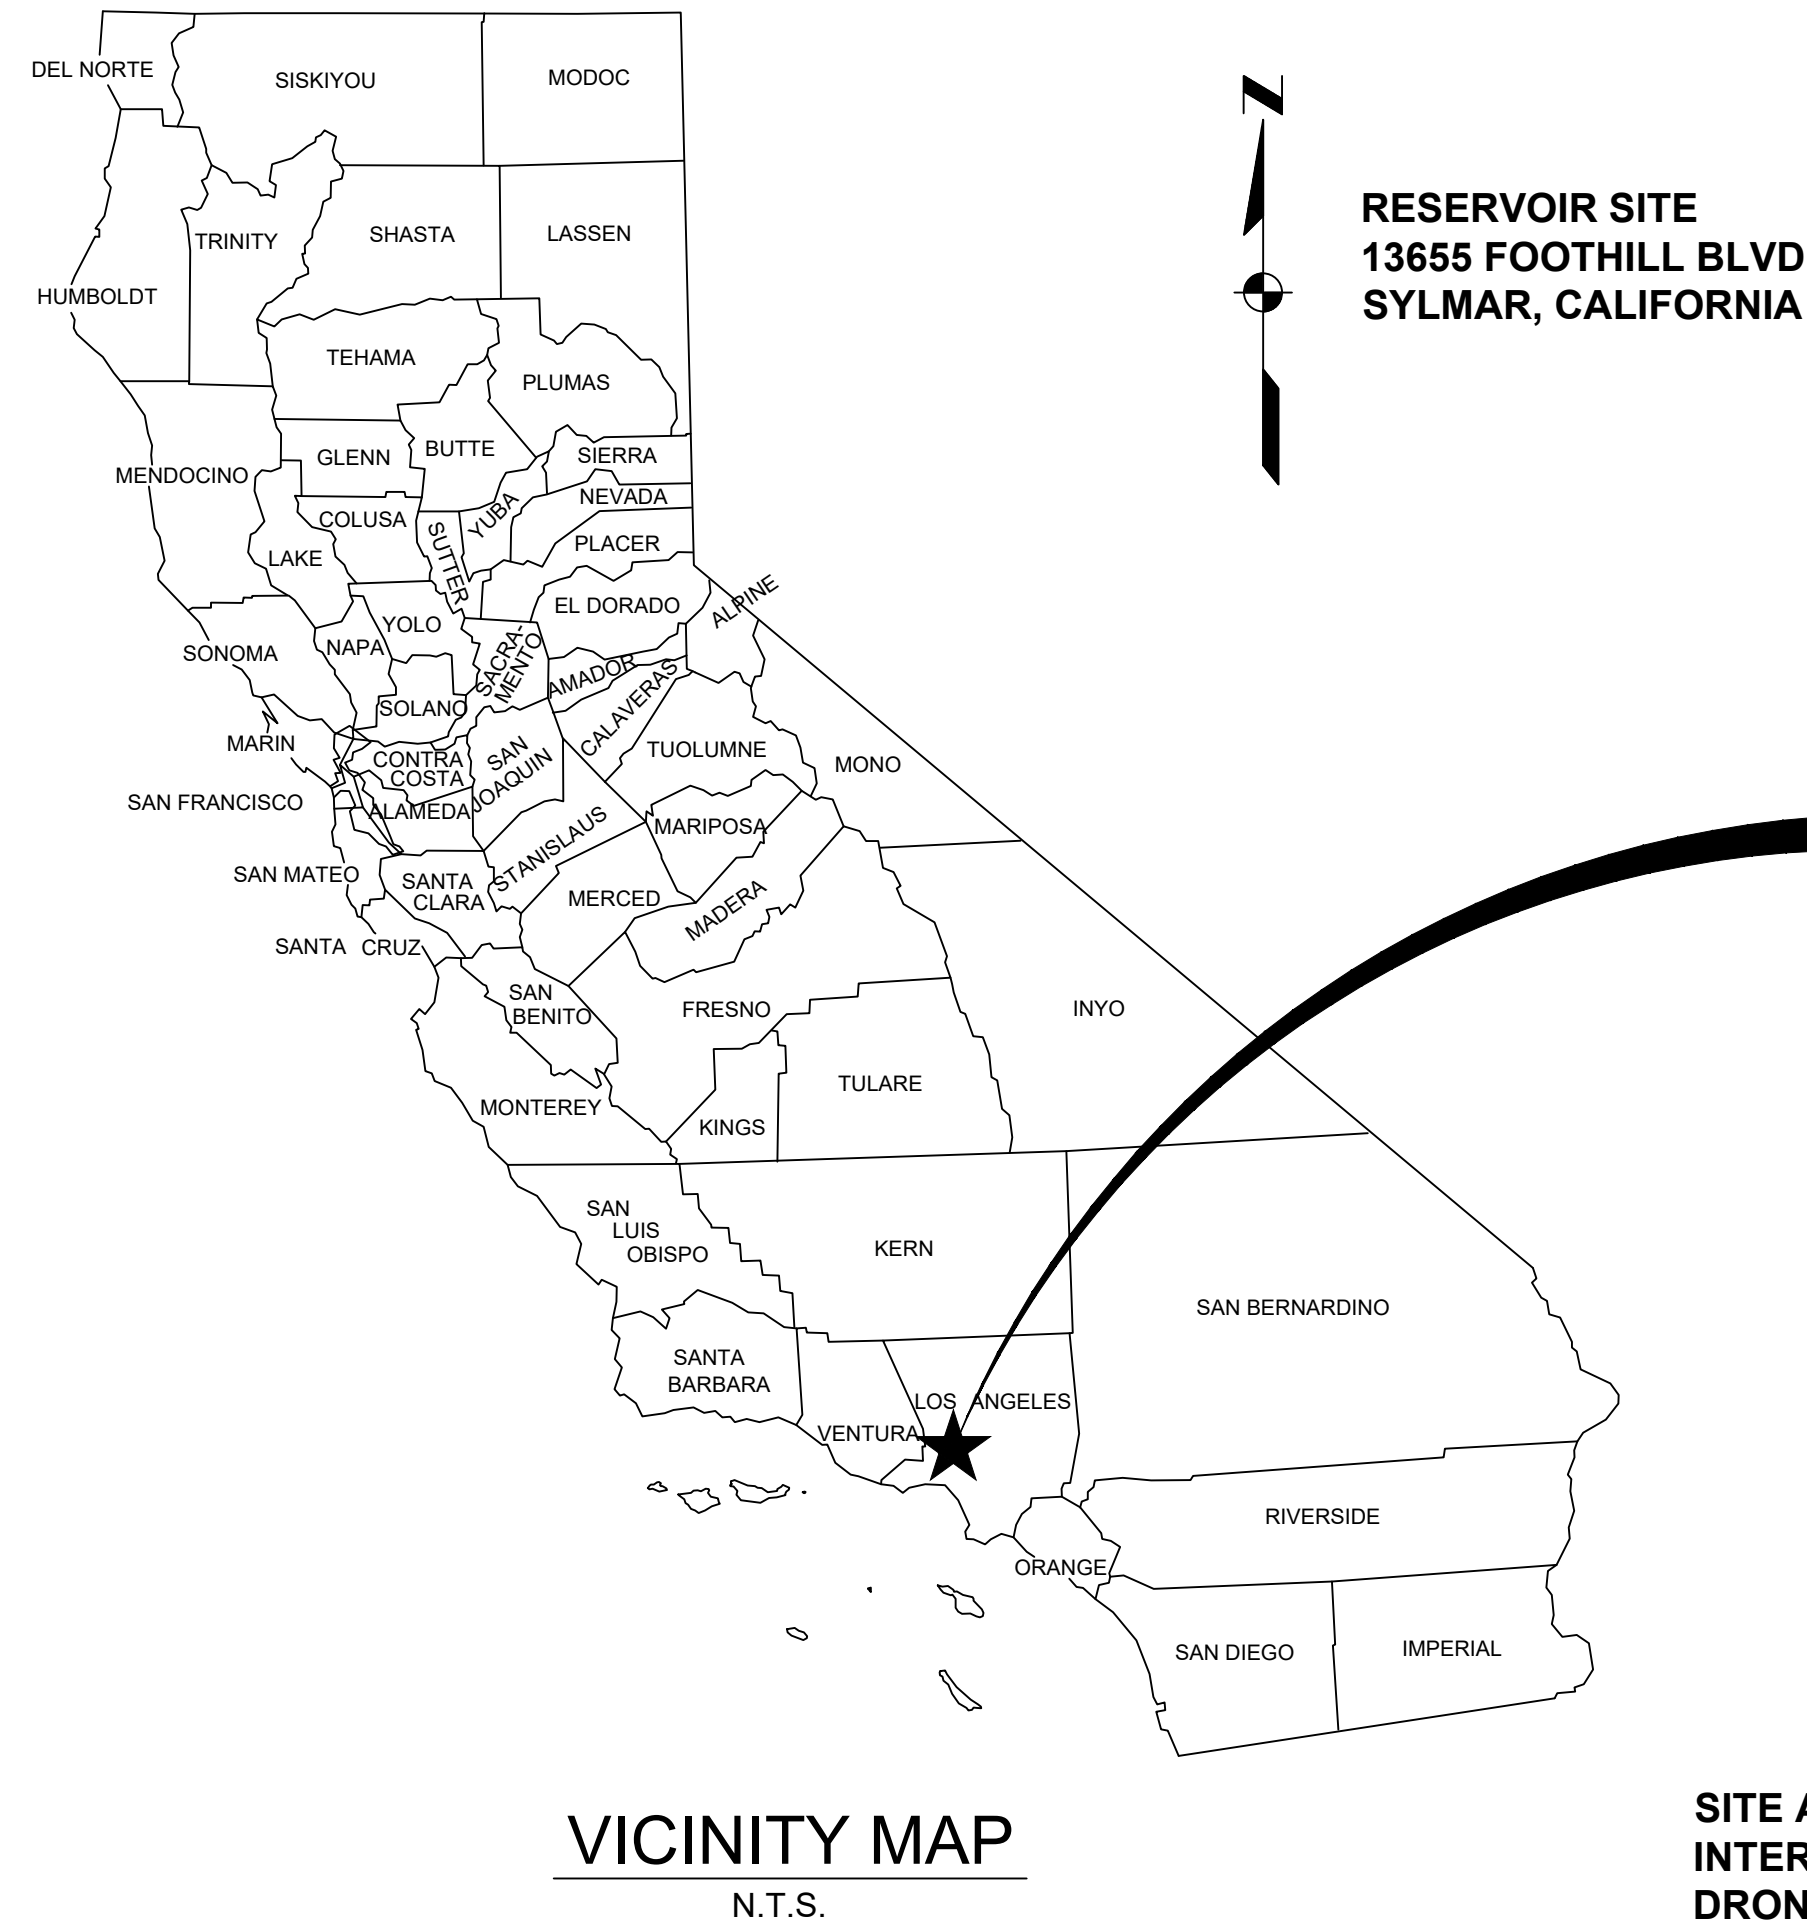 DEL NORTE
SISKIYOU
MODOC
N
RESERVOIR SITE
13655 FOOTHILL BLVD
SYLMAR, CALIFORNIA
TRINITY
SHASTA
LASSEN
HUMBOLDT
TEHAMA
PLUMAS
MENDOCINO
GLENN
BUTTE
SIERRA
NEVADA
YUBA
COLUSA
SUTTER
PLACER
LAKE
EL DORADO
ALPINE
YOLO
SONOMA
NAPA
SACRA-
MENTO
AMADOR
SOLANO
CALAVERAS
MARIN
CONTRA
COSTA
SAN
JOAQUIN
TUOLUMNE
MONO
SAN FRANCISCO
ALAMEDA
STANISLAUS
MARIPOSA
SAN MATEO
SANTA
CLARA
MERCED
MADERA
SANTA CRUZ
SAN
BENITO
FRESNO
INYO
TULARE
MONTEREY
KINGS
SAN
LUIS
OBISPO
KERN
SAN BERNARDINO
SANTA
BARBARA
LOS ANGELES
VENTURA
RIVERSIDE
ORANGE
SAN DIEGO
IMPERIAL
VICINITY MAP
N.T.S.
SITE A
INTER
DRON